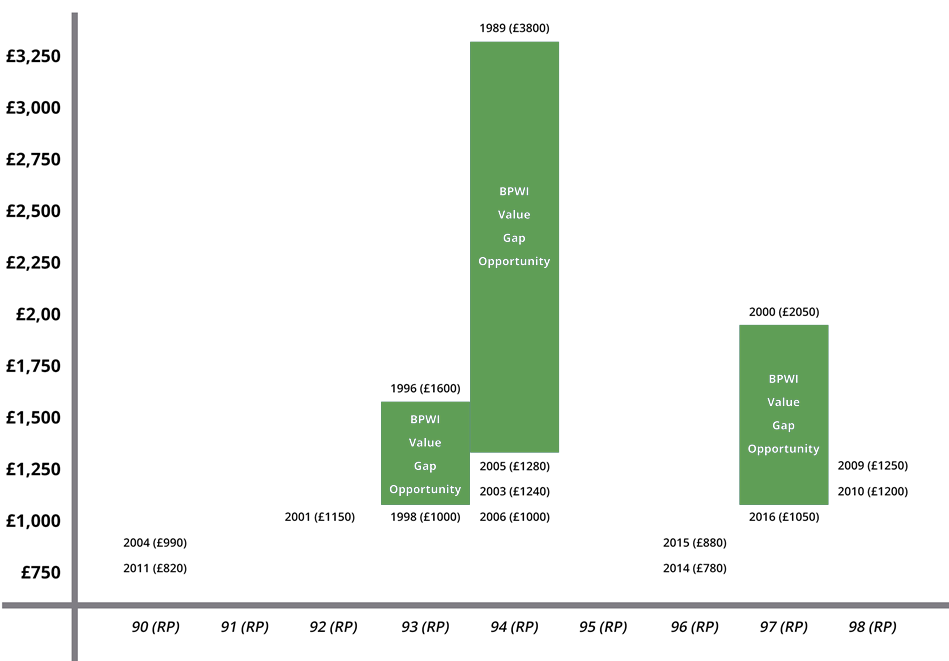 1989 (£3800)
£3,250
£3,000
£2,750
£2,500
£2,250
£2,00
£1,750
£1,500
£1,250
£1,000
£750
BPWI
Value
Gap
Opportunity
2000 (£2050)
1996 (£1600)
BPWI
Value
Gap
Opportunity
BPWI
Value
Gap
Opportunity
2005 (£1280)
2003 (£1240)
2006 (£1000)
2009 (£1250)
2010 (£1200)
2001 (£1150)
1998 (£1000)
2016 (£1050)
2004 (£990)
2011 (£820)
2015 (£880)
2014 (£780)
90 (RP)
91 (RP)
92 (RP)
93 (RP)
94 (RP)
95 (RP)
96 (RP)
97 (RP)
98 (RP)